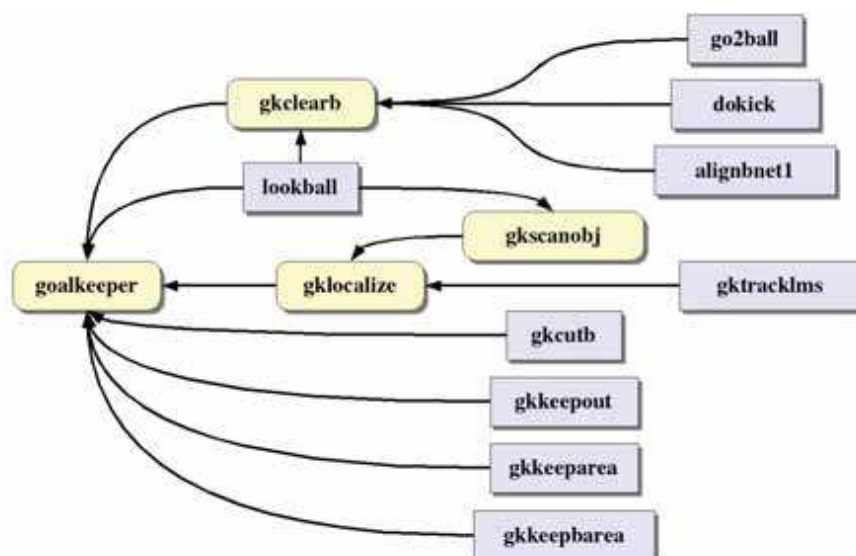 go2ball
gkclearb
dokick
alignbnet1
lookball
gkscanobj
goalkeeper
gklocalize
gktracklms
gkcutb
gkkeepout
gkkeeparea
gkkeepbarea